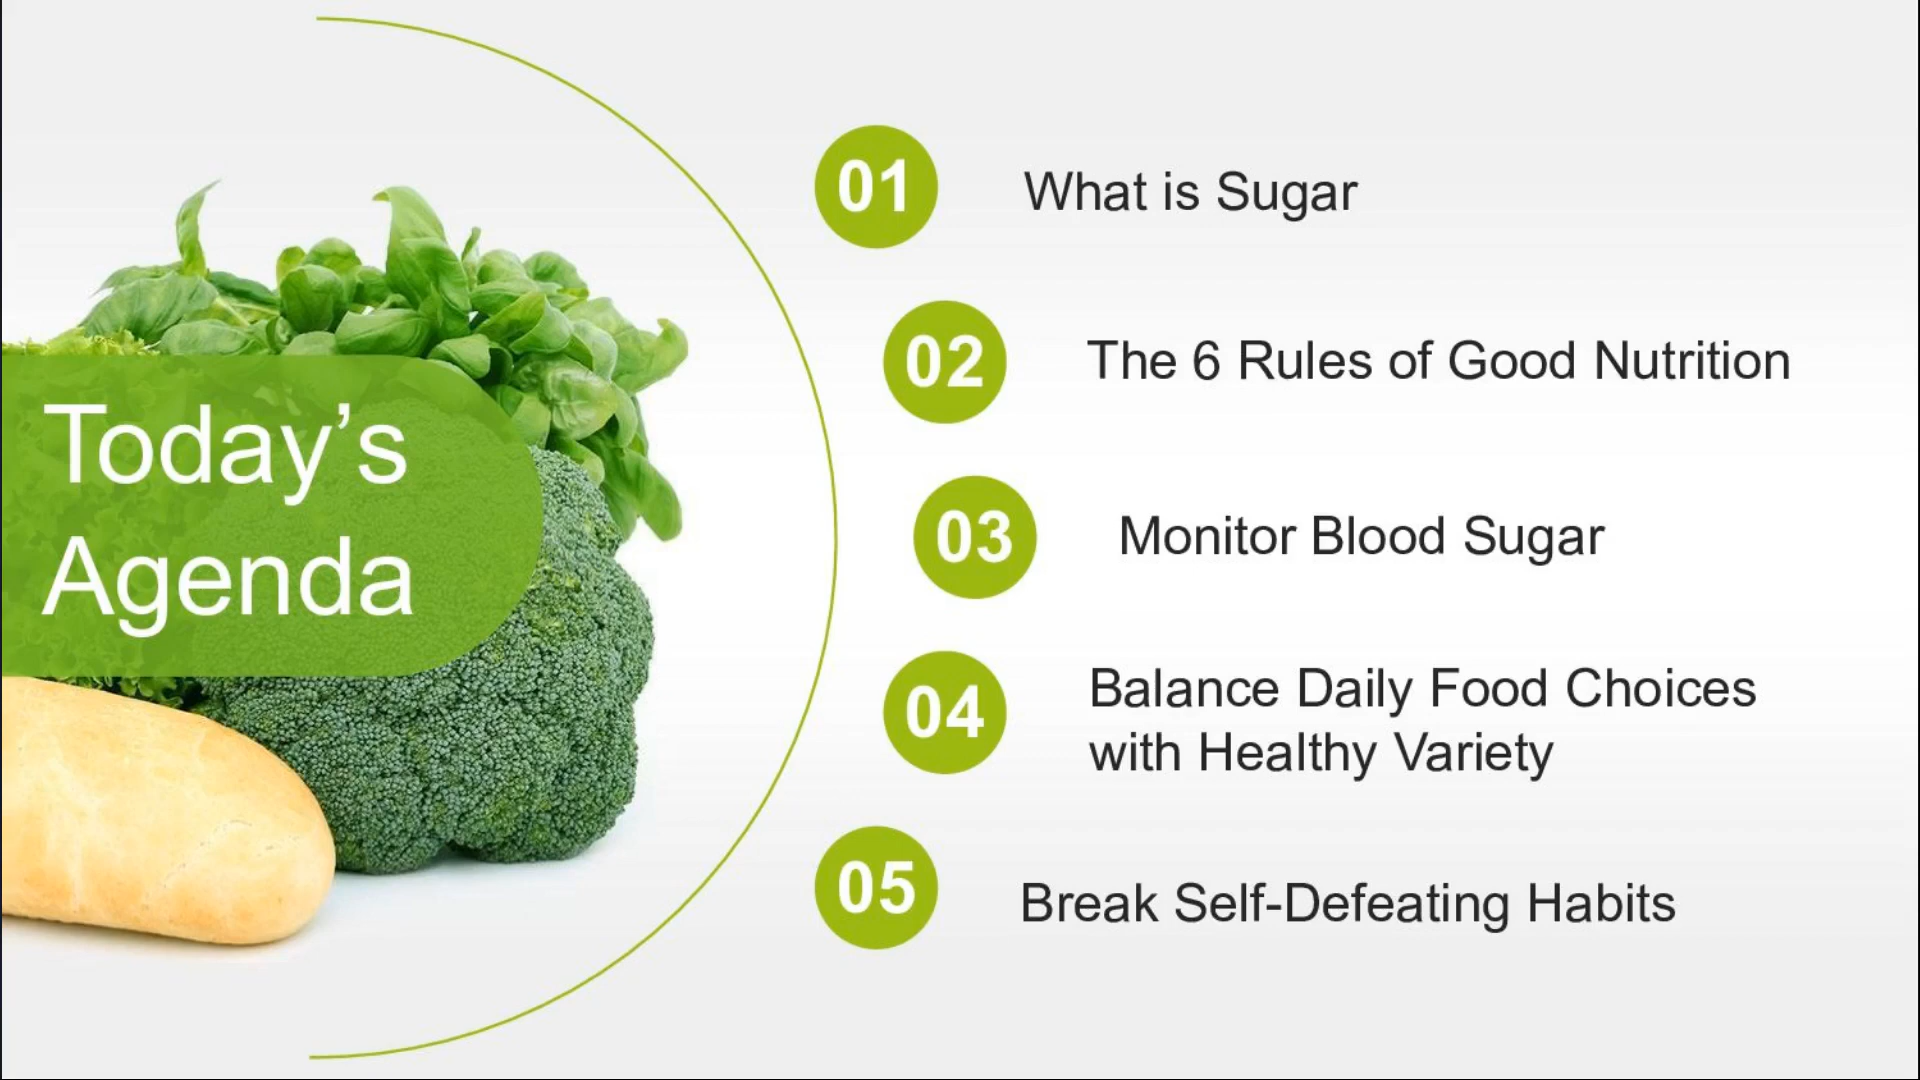 Today’s
Agenda
01
What is Sugar
02
The 6 Rules of Good Nutrition
03
Monitor Blood Sugar
04
Balance Daily Food Choices
with Healthy Variety
05
Break Self-Defeating Habits